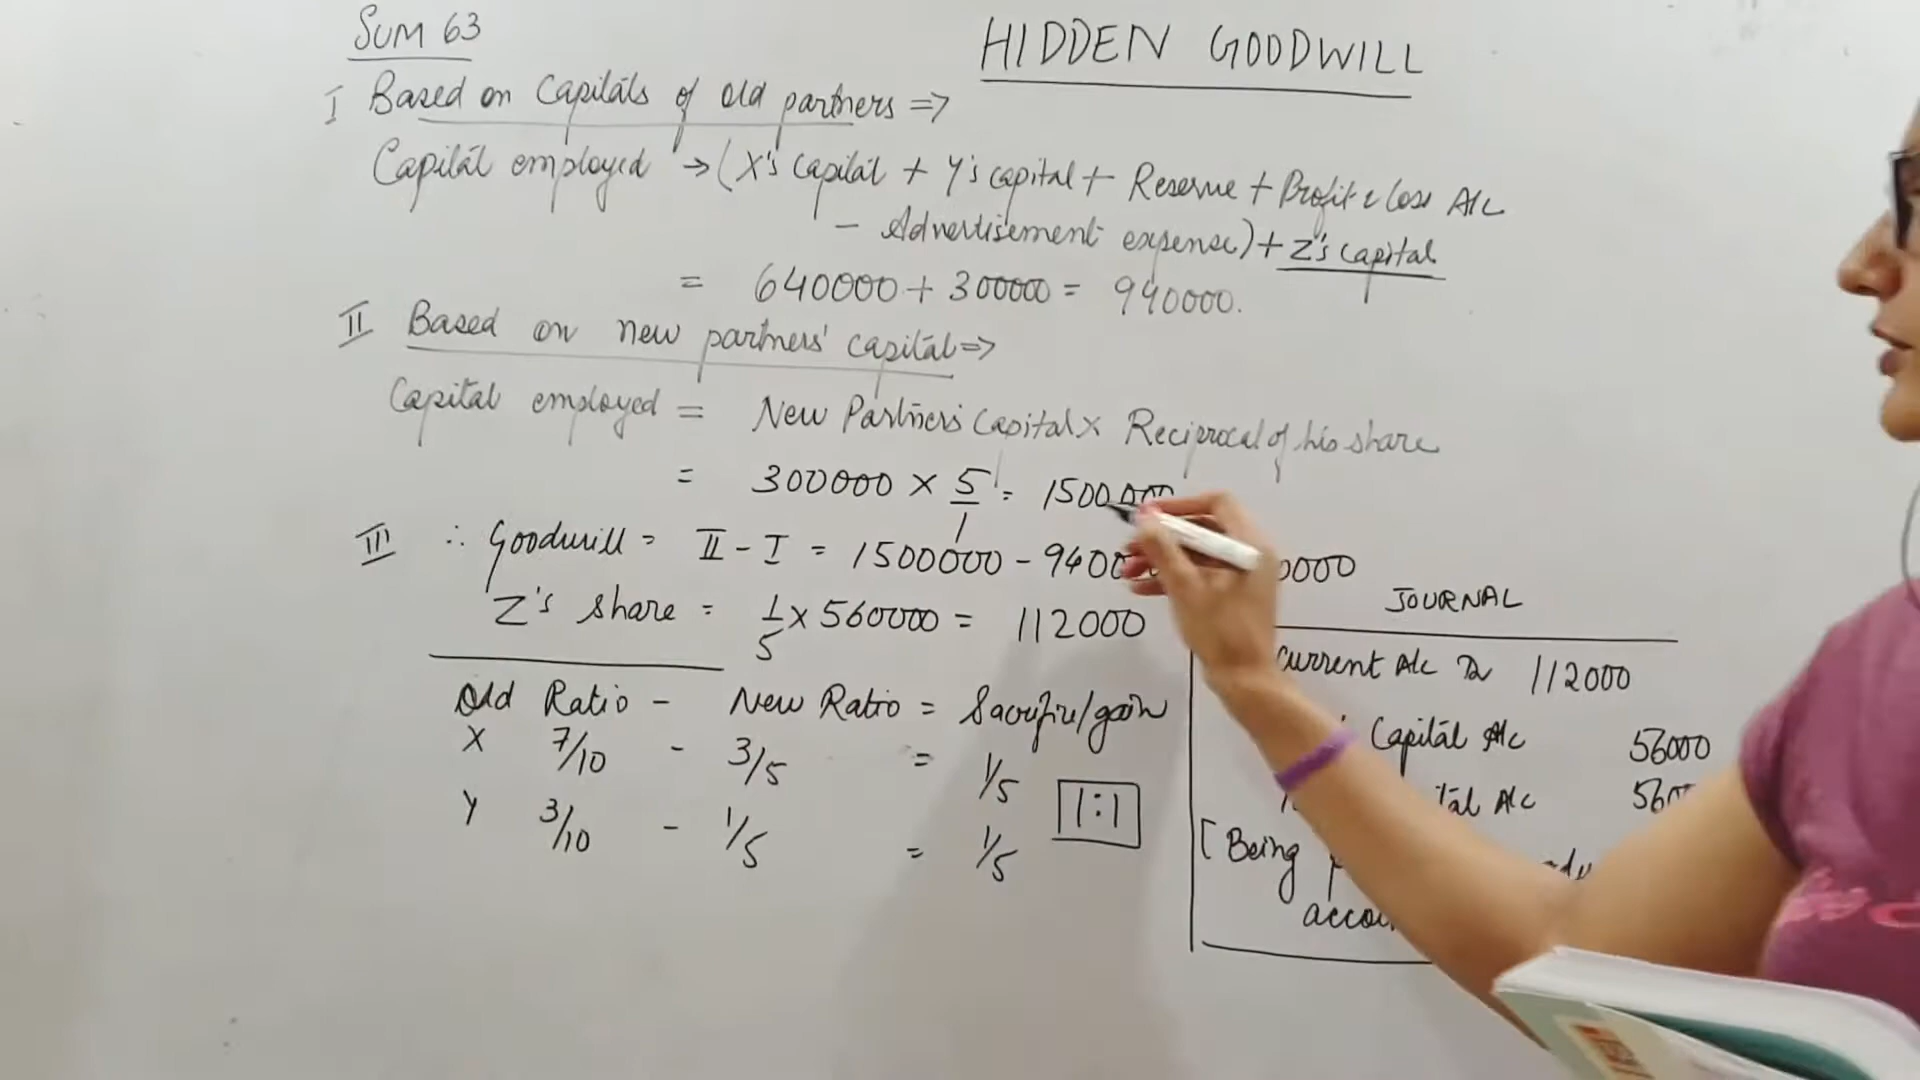 SUM 63
HIDDEN GOODWILL
I Based on Capitals of old partners =>
Capital employed → (X's capital + Y's capital + Reserve + Profit & loss A/c
- Advertisement expense) + Z's capital
= 640000 + 300000 = 940000.
II Based on new partners' capital =>
Capital employed = New Partners Capital x Reciprocal of his share
= 300000 x 5/1 = 1500000
III ∴ Goodwill = II - I = 1500000 - 9400 0000
Z's share = 1/5 x 560000 = 112000
JOURNAL
Current A/c Dr 112000
Capital A/c 56000
tal A/c 560
[Being
accou
Old Ratio - New Ratio = Sacrifice/gain
X 7/10 - 3/5 = 1/5
Y 3/10 - 1/5 = 1/5
1:1